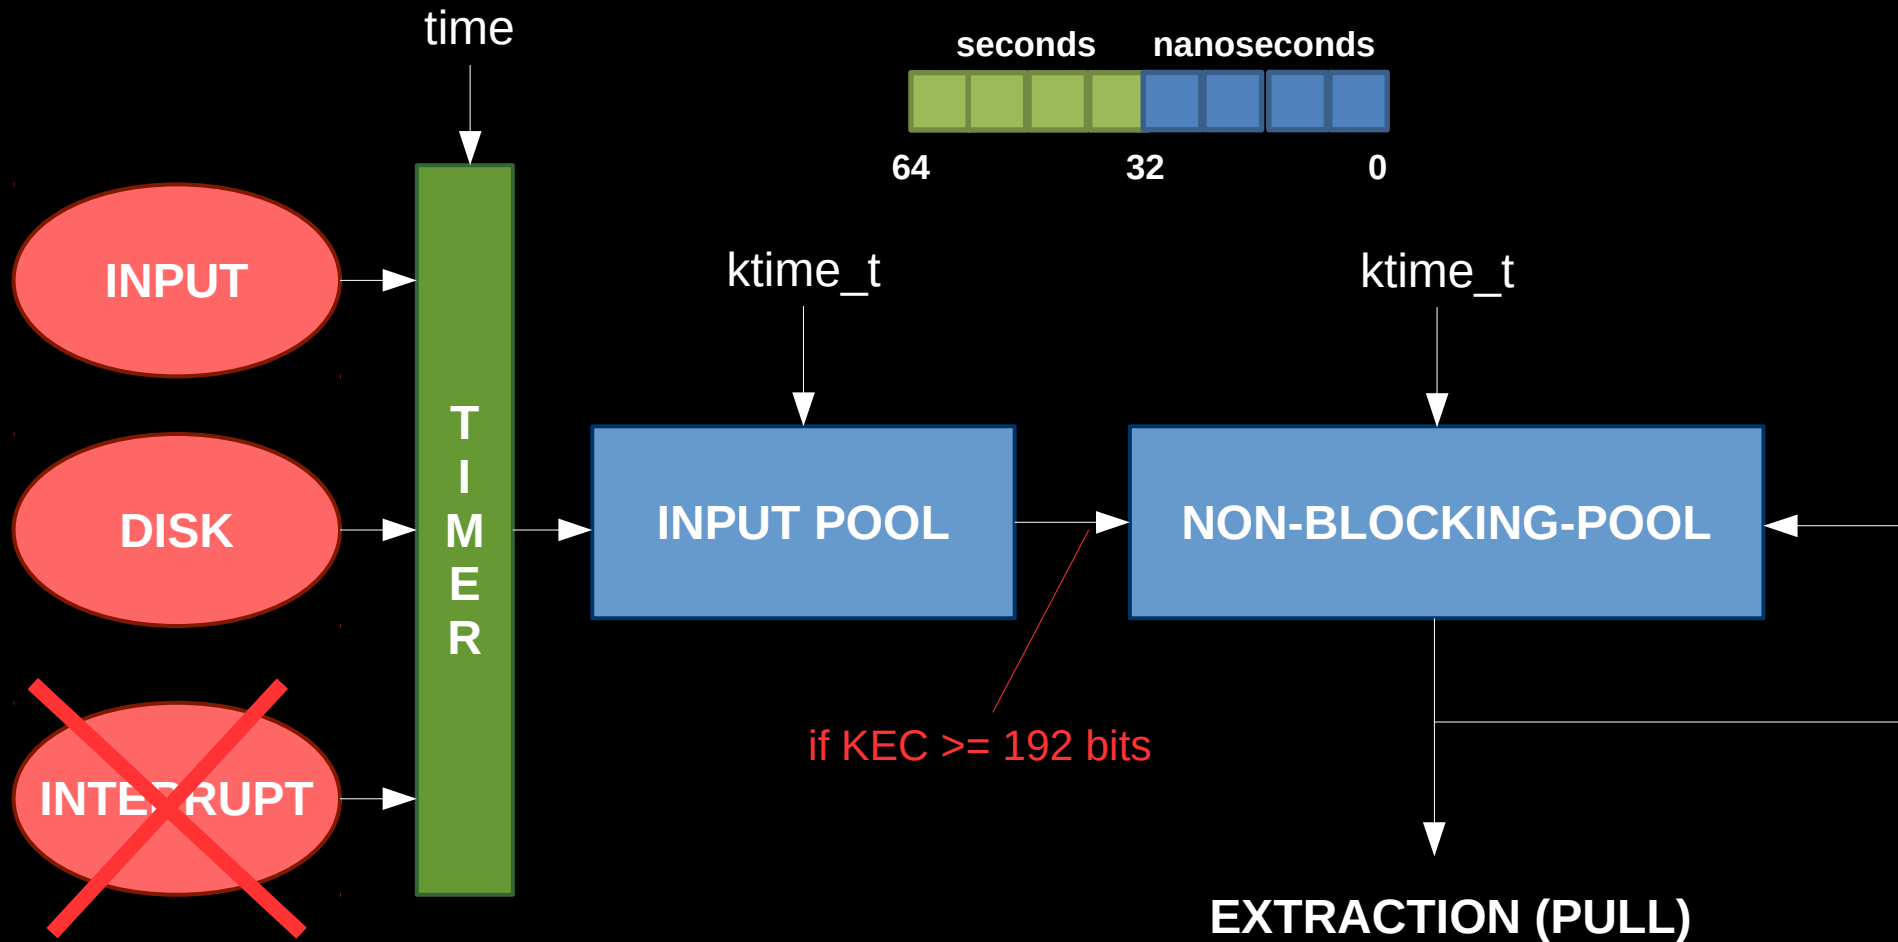 time
seconds nanoseconds
64 32 0
ktime_t
ktime_t
INPUT
DISK
INTERRUPT
T
I
M
E
R
INPUT POOL
NON-BLOCKING-POOL
if KEC >= 192 bits
EXTRACTION (PULL)